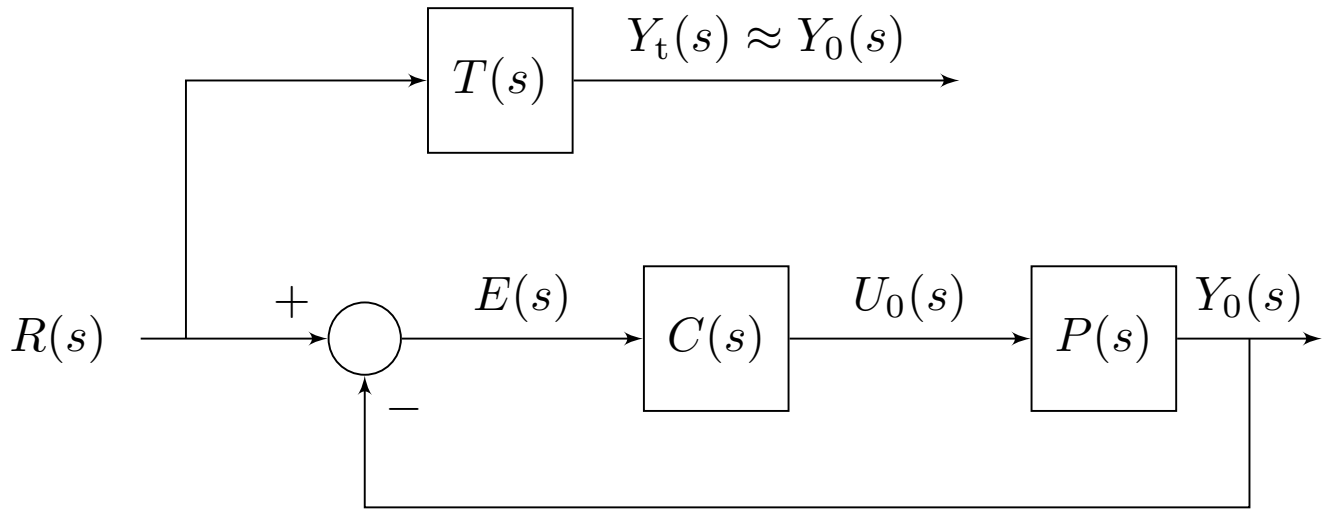 Y_t(s) ≈ Y_0(s)
T(s)
+
E(s)
U_0(s)
Y_0(s)
R(s)
C(s)
P(s)
−